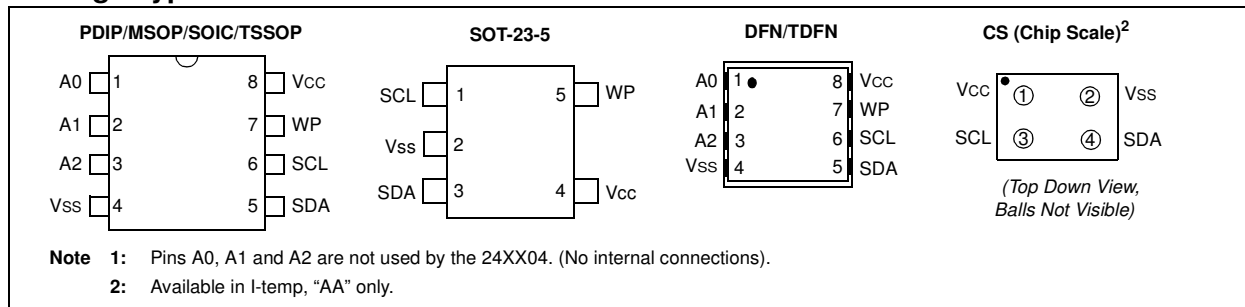 PDIP/MSOP/SOIC/TSSOP
A0 1 8 VCC
A1 2 7 WP
A2 3 6 SCL
VSS 4 5 SDA
SOT-23-5
SCL 1 5 WP
Vss 2
SDA 3 4 Vcc
DFN/TDFN
A0 1 8 VCC
A1 2 7 WP
A2 3 6 SCL
VSS 4 5 SDA
CS (Chip Scale)2
VCC 1 2 VSS
SCL 3 4 SDA
(Top Down View,
Balls Not Visible)
Note 1: Pins A0, A1 and A2 are not used by the 24XX04. (No internal connections).
2: Available in I-temp, “AA” only.